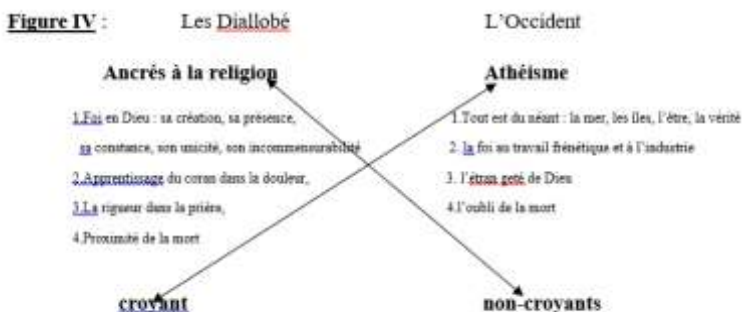 Figure IV : Les Diallobé L'Occident
Ancrés à la religion Athéisme
1.Foi en Dieu : sa création, sa présence, 1.Tout est du néant : la mer, les îles, l'être, la vérité
sa constance, son unicité, son incommensurabilité 2. la foi au travail frénétique et à l'industrie
2.Apprentissage du coran dans la douleur, 3. l'étran geté de Dieu
3.La rigueur dans la prière, 4.l'oubli de la mort
4.Proximité de la mort
croyant non-croyants